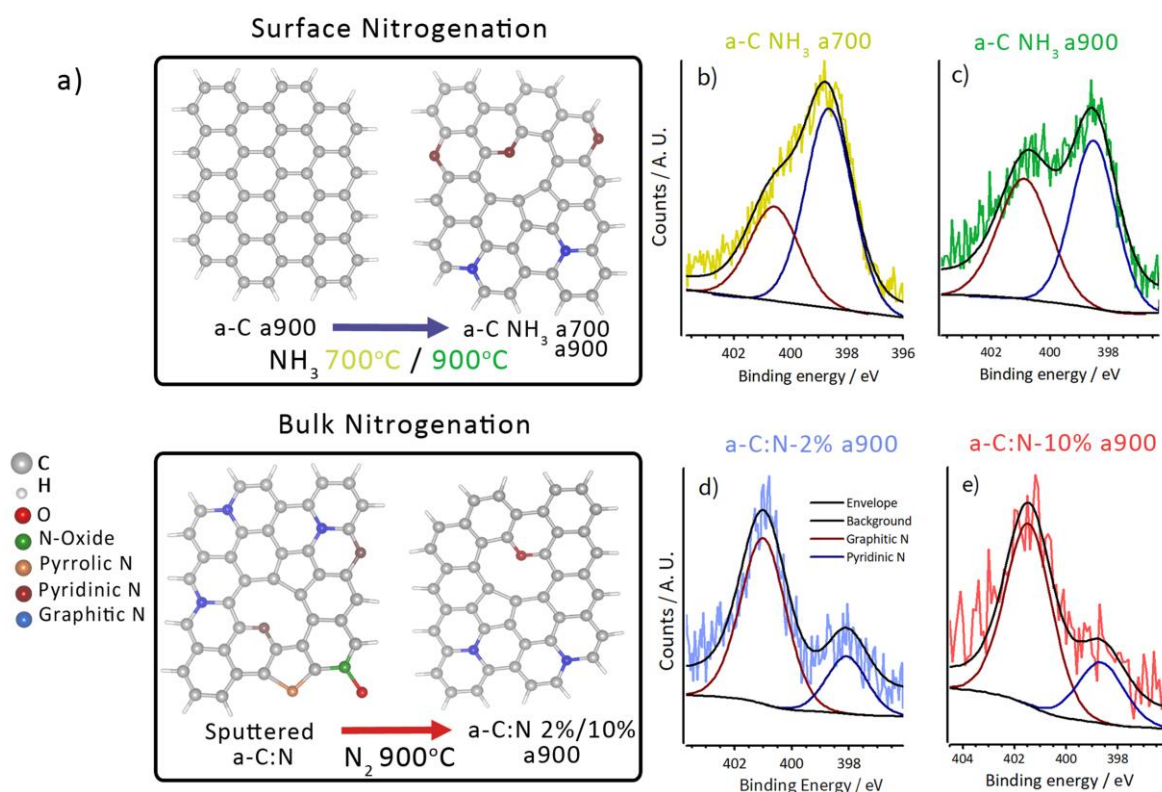 Surface Nitrogenation
a)
a-C a900
a-C NH₃ a700
a900
NH₃ 700°C / 900°C
Bulk Nitrogenation
C
H
O
N-Oxide
Pyrrolic N
Pyridinic N
Graphitic N
Sputtered
a-C:N
N₂ 900°C
a-C:N 2%/10%
a900
a-C NH₃ a700
b)
Counts / A. U.
402 400 398 396
Binding energy / eV
a-C NH₃ a900
c)
402 400 398
Binding energy / eV
a-C:N-2% a900
d)
Envelope
Background
Graphitic N
Pyridinic N
Counts / A. U.
402 400 398
Binding Energy / eV
a-C:N-10% a900
e)
404 402 400 398
Binding energy / eV